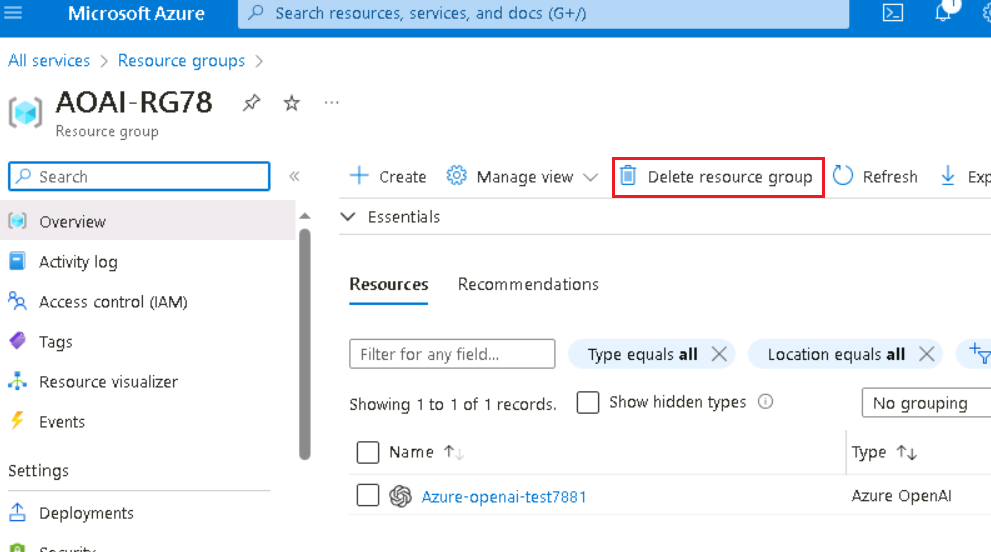 Microsoft Azure
Search resources, services, and docs (G+/)
1
All services > Resource groups >
AOAI-RG78
Resource group
Search
«
Create
Manage view
Delete resource group
Refresh
Exp
Essentials
Overview
Activity log
Access control (IAM)
Tags
Resource visualizer
Events
Settings
Deployments
Security
Resources
Recommendations
Filter for any field...
Type equals all
Location equals all
Showing 1 to 1 of 1 records.
Show hidden types
No grouping
Name ↑↓
Type ↑↓
Azure-openai-test7881
Azure OpenAI